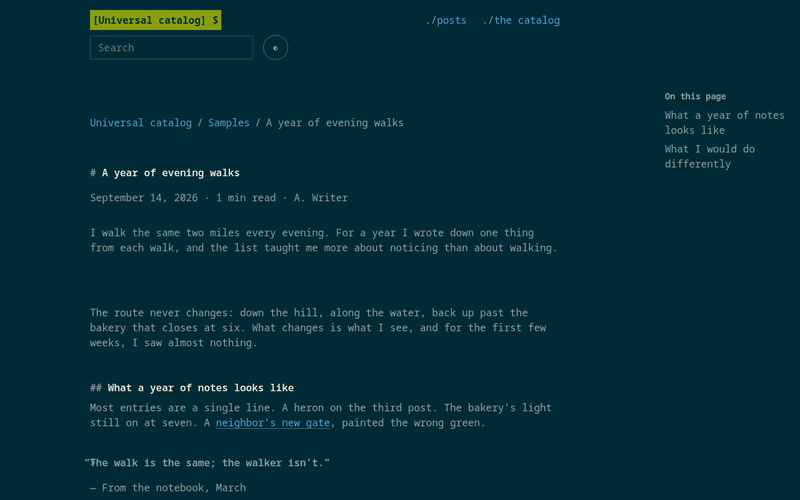 [Universal catalog] $
./posts ./the catalog
Search
On this page
What a year of notes
looks like
What I would do
differently
Universal catalog / Samples / A year of evening walks
# A year of evening walks
September 14, 2026 · 1 min read · A. Writer
I walk the same two miles every evening. For a year I wrote down one thing
from each walk, and the list taught me more about noticing than about walking.
The route never changes: down the hill, along the water, back up past the
bakery that closes at six. What changes is what I see, and for the first few
weeks, I saw almost nothing.
## What a year of notes looks like
Most entries are a single line. A heron on the third post. The bakery's light
still on at seven. A neighbor's new gate, painted the wrong green.
“The walk is the same; the walker isn't.”
— From the notebook, March